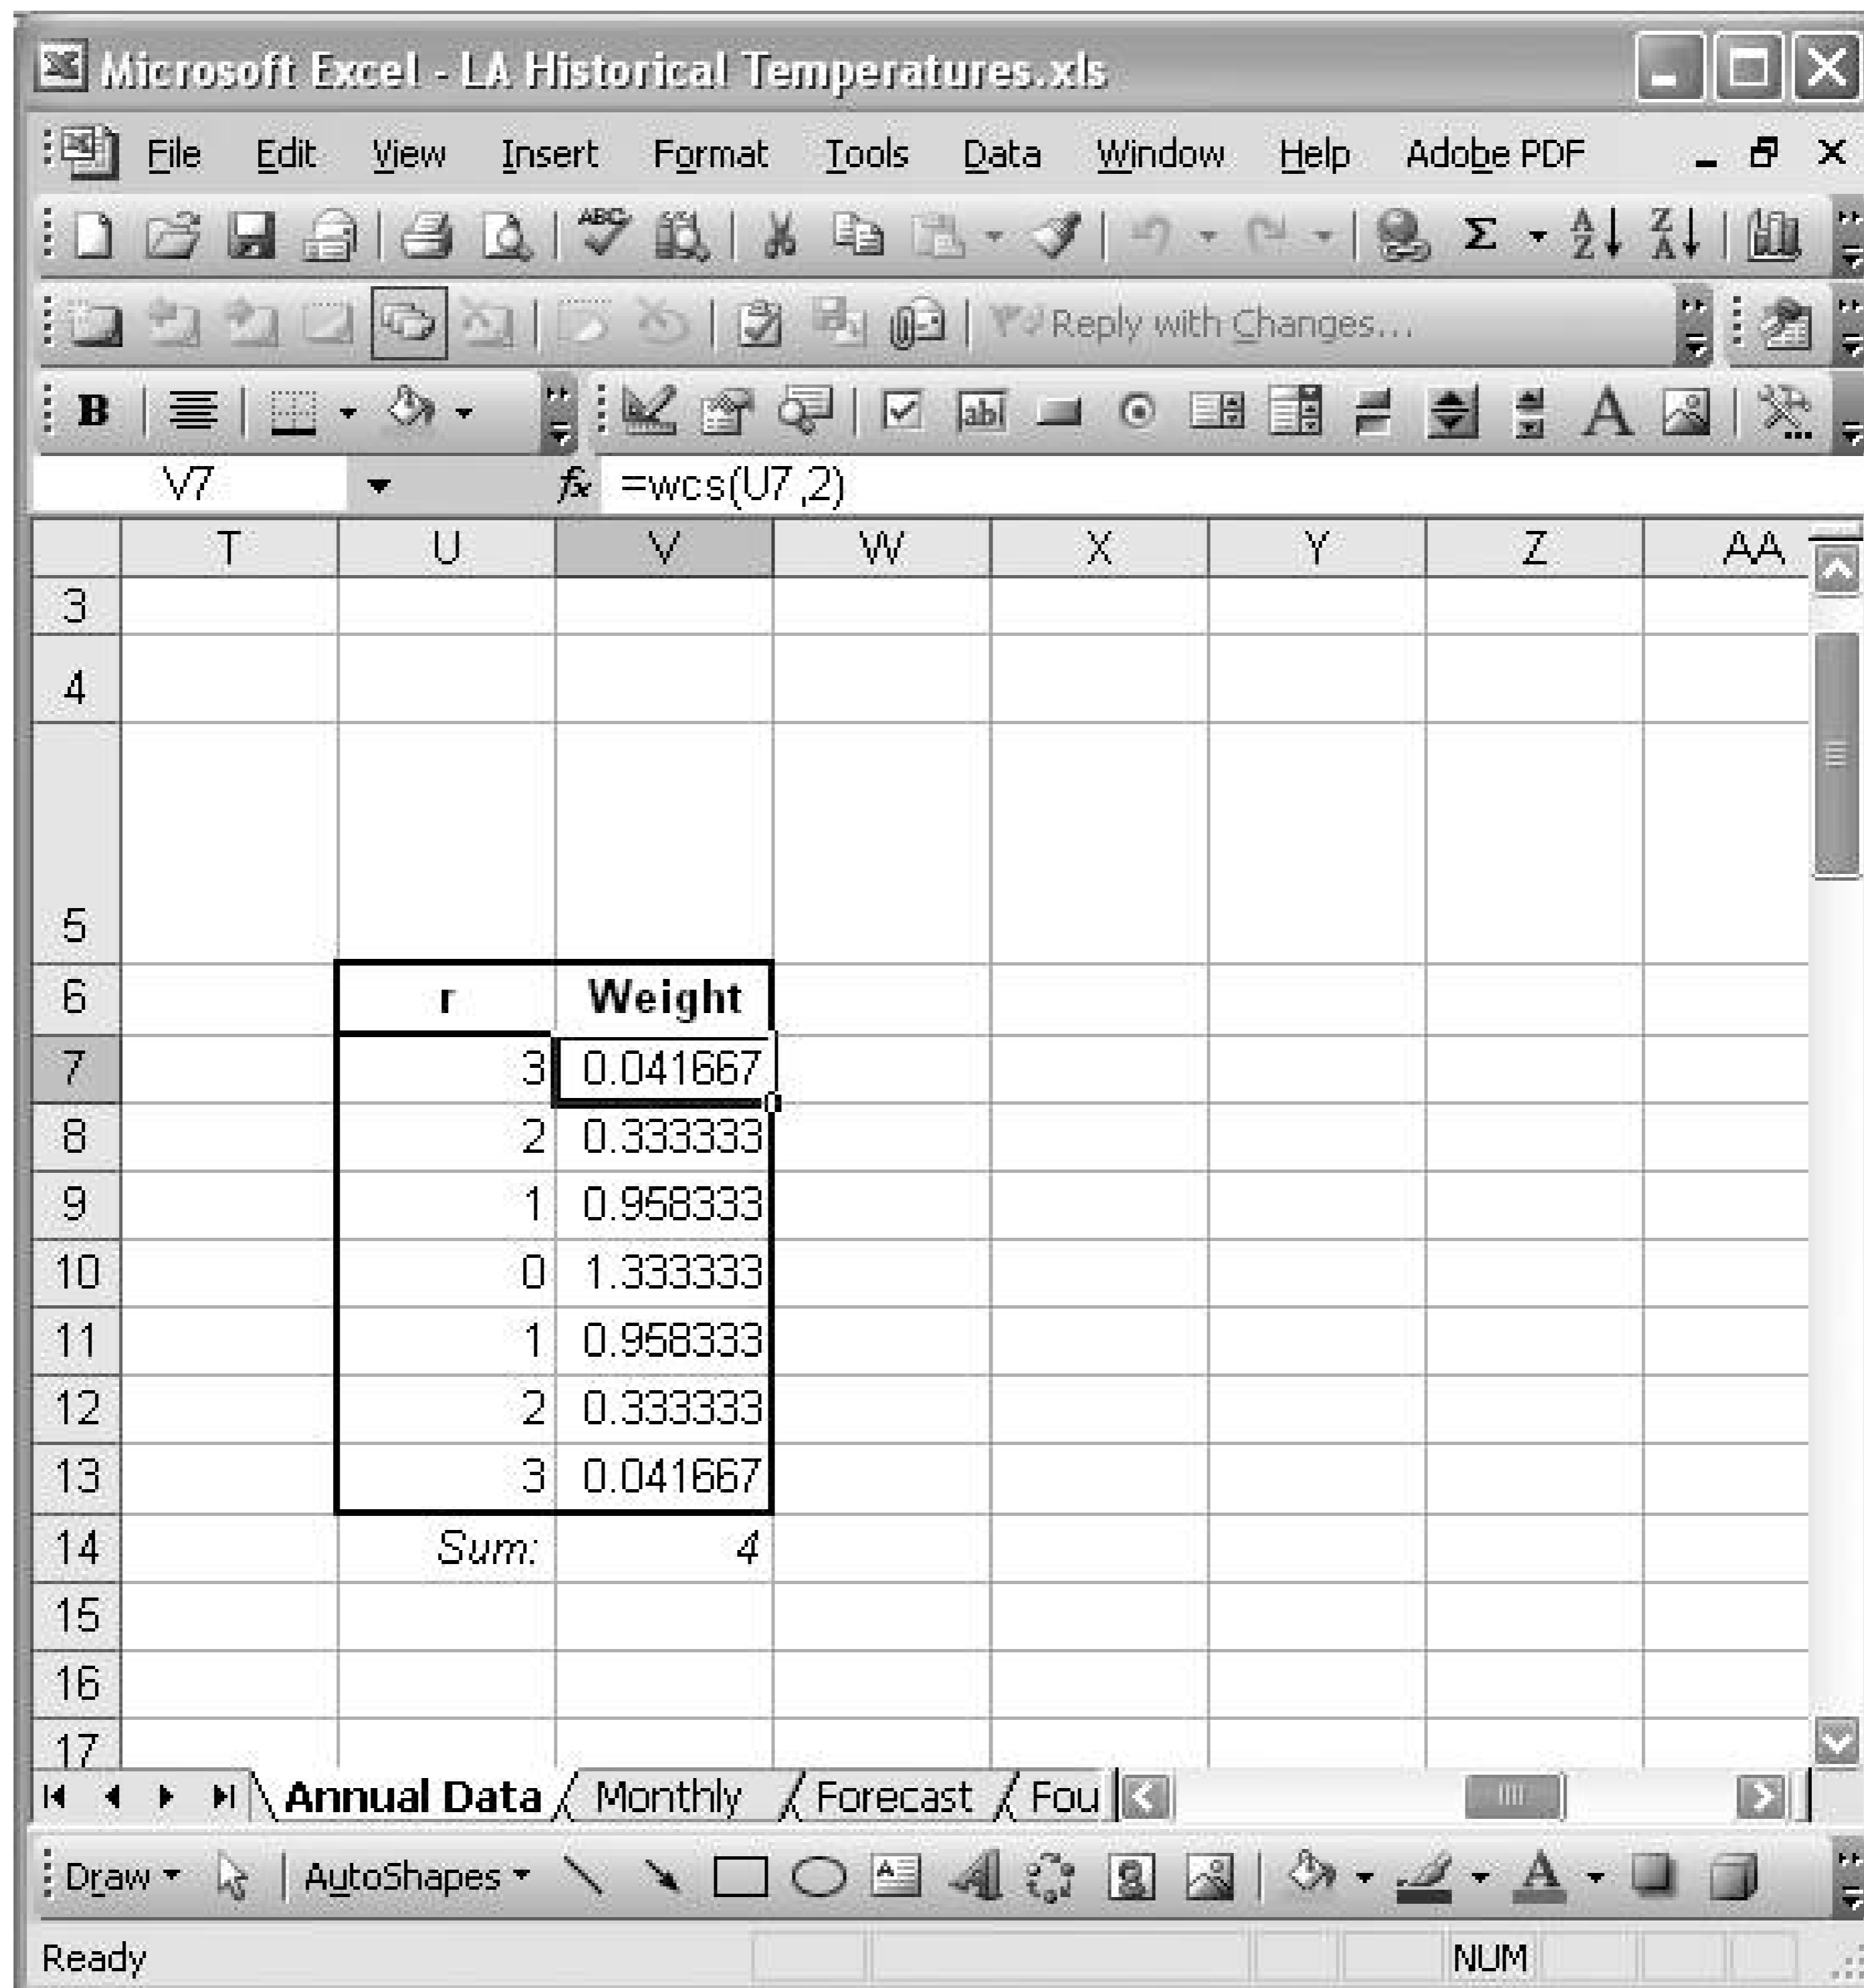 Microsoft Excel - LA Historical Temperatures.xls
File Edit View Insert Format Tools Data Window Help Adobe PDF
ABC Σ A Z Z A
Reply with Changes...
B abl A
V7 fx =wcs(U7,2)
T U V W X Y Z AA
3
4
5
6 r Weight
7 3 0.041667
8 2 0.333333
9 1 0.958333
10 0 1.333333
11 1 0.958333
12 2 0.333333
13 3 0.041667
14 Sum: 4
15
16
17
Annual Data Monthly Forecast Fou
Draw AutoShapes A A A
Ready NUM